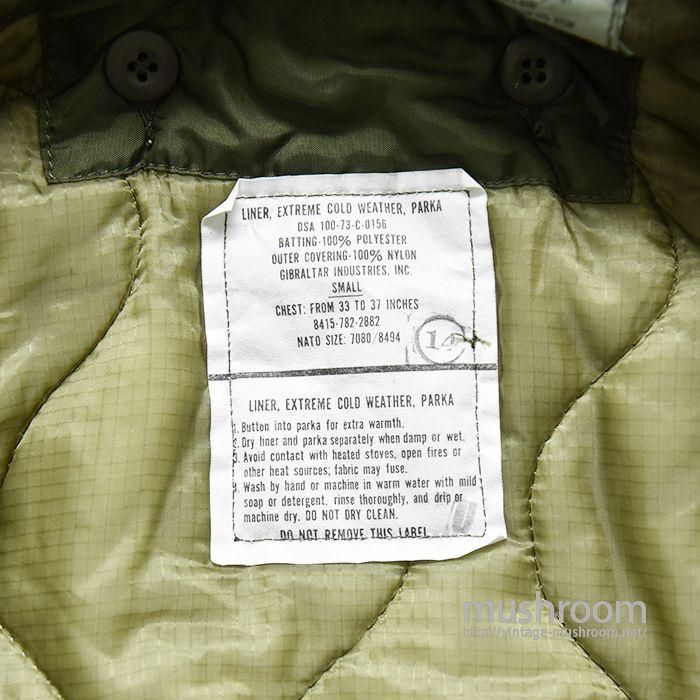 LINER, EXTREME COLD WEATHER, PARKA
DSA 100-73-C-0156
BATTING-100% POLYESTER
OUTER COVERING-100% NYLON
GIBRALTAR INDUSTRIES, INC.
SMALL
CHEST: FROM 33 TO 37 INCHES
8415-782-2882
NATO SIZE: 7080/8494
14
LINER, EXTREME COLD WEATHER, PARKA
1. Button into parka for extra warmth.
2. Dry liner and parka separately when damp or wet.
3. Avoid contact with heated stoves, open fires or
other heat sources; fabric may fuse.
4. Wash by hand or machine in warm water with mild
soap or detergent, rinse thoroughly, and drip or
machine dry. DO NOT DRY CLEAN.
DO NOT REMOVE THIS LABEL
mushroom
http://vintage-mushroom.net/